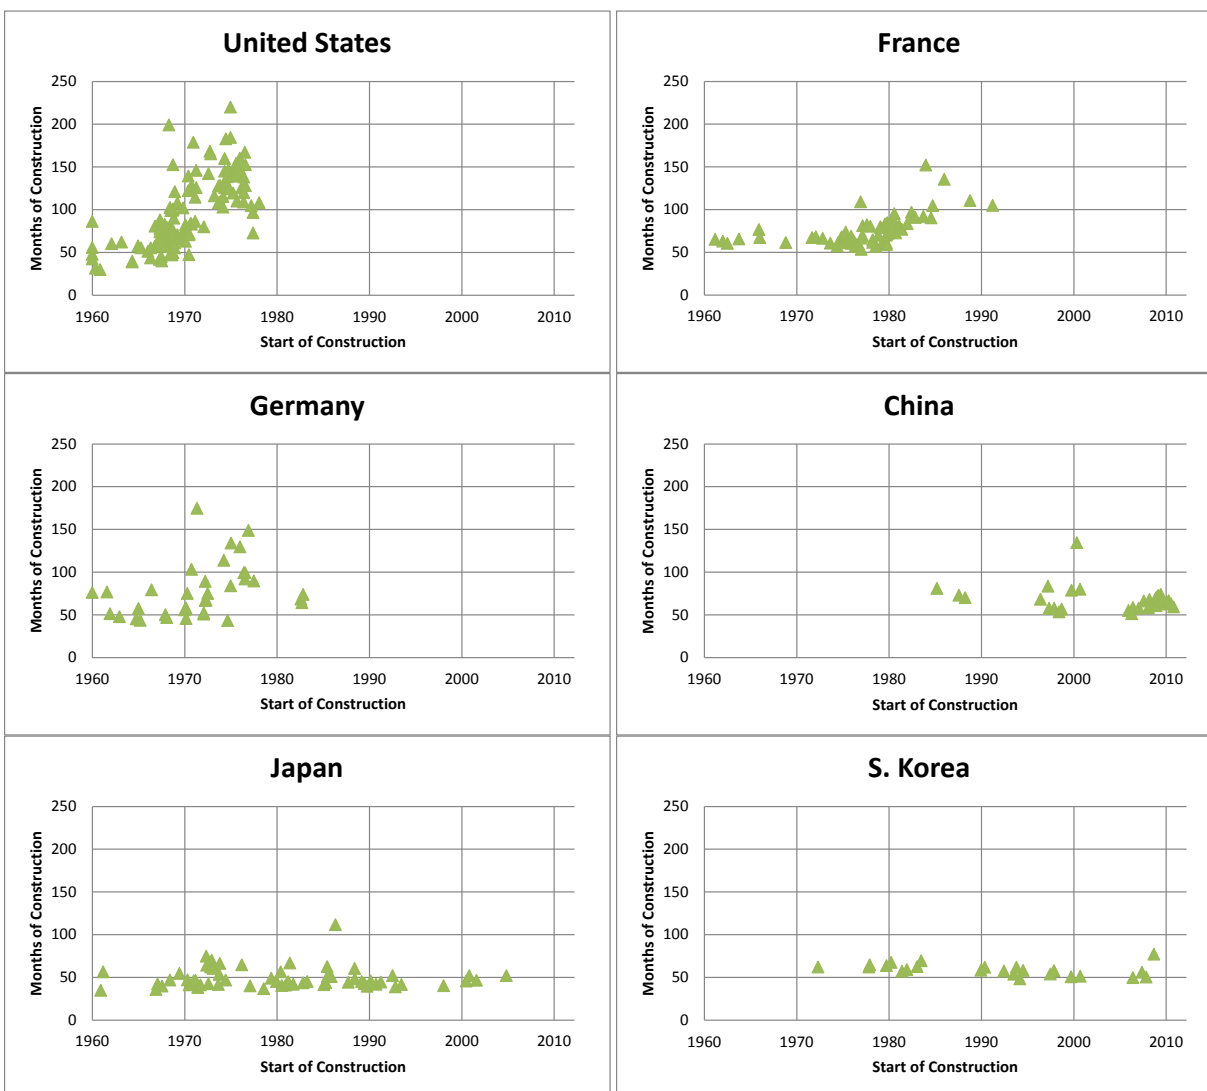 United States
Months of Construction
250
200
150
100
50
0
1960 1970 1980 1990 2000 2010
Start of Construction
France
Months of Construction
250
200
150
100
50
0
1960 1970 1980 1990 2000 2010
Start of Construction
Germany
Months of Construction
250
200
150
100
50
0
1960 1970 1980 1990 2000 2010
Start of Construction
China
Months of Construction
250
200
150
100
50
0
1960 1970 1980 1990 2000 2010
Start of Construction
Japan
Months of Construction
250
200
150
100
50
0
1960 1970 1980 1990 2000 2010
Start of Construction
S. Korea
Months of Construction
250
200
150
100
50
0
1960 1970 1980 1990 2000 2010
Start of Construction